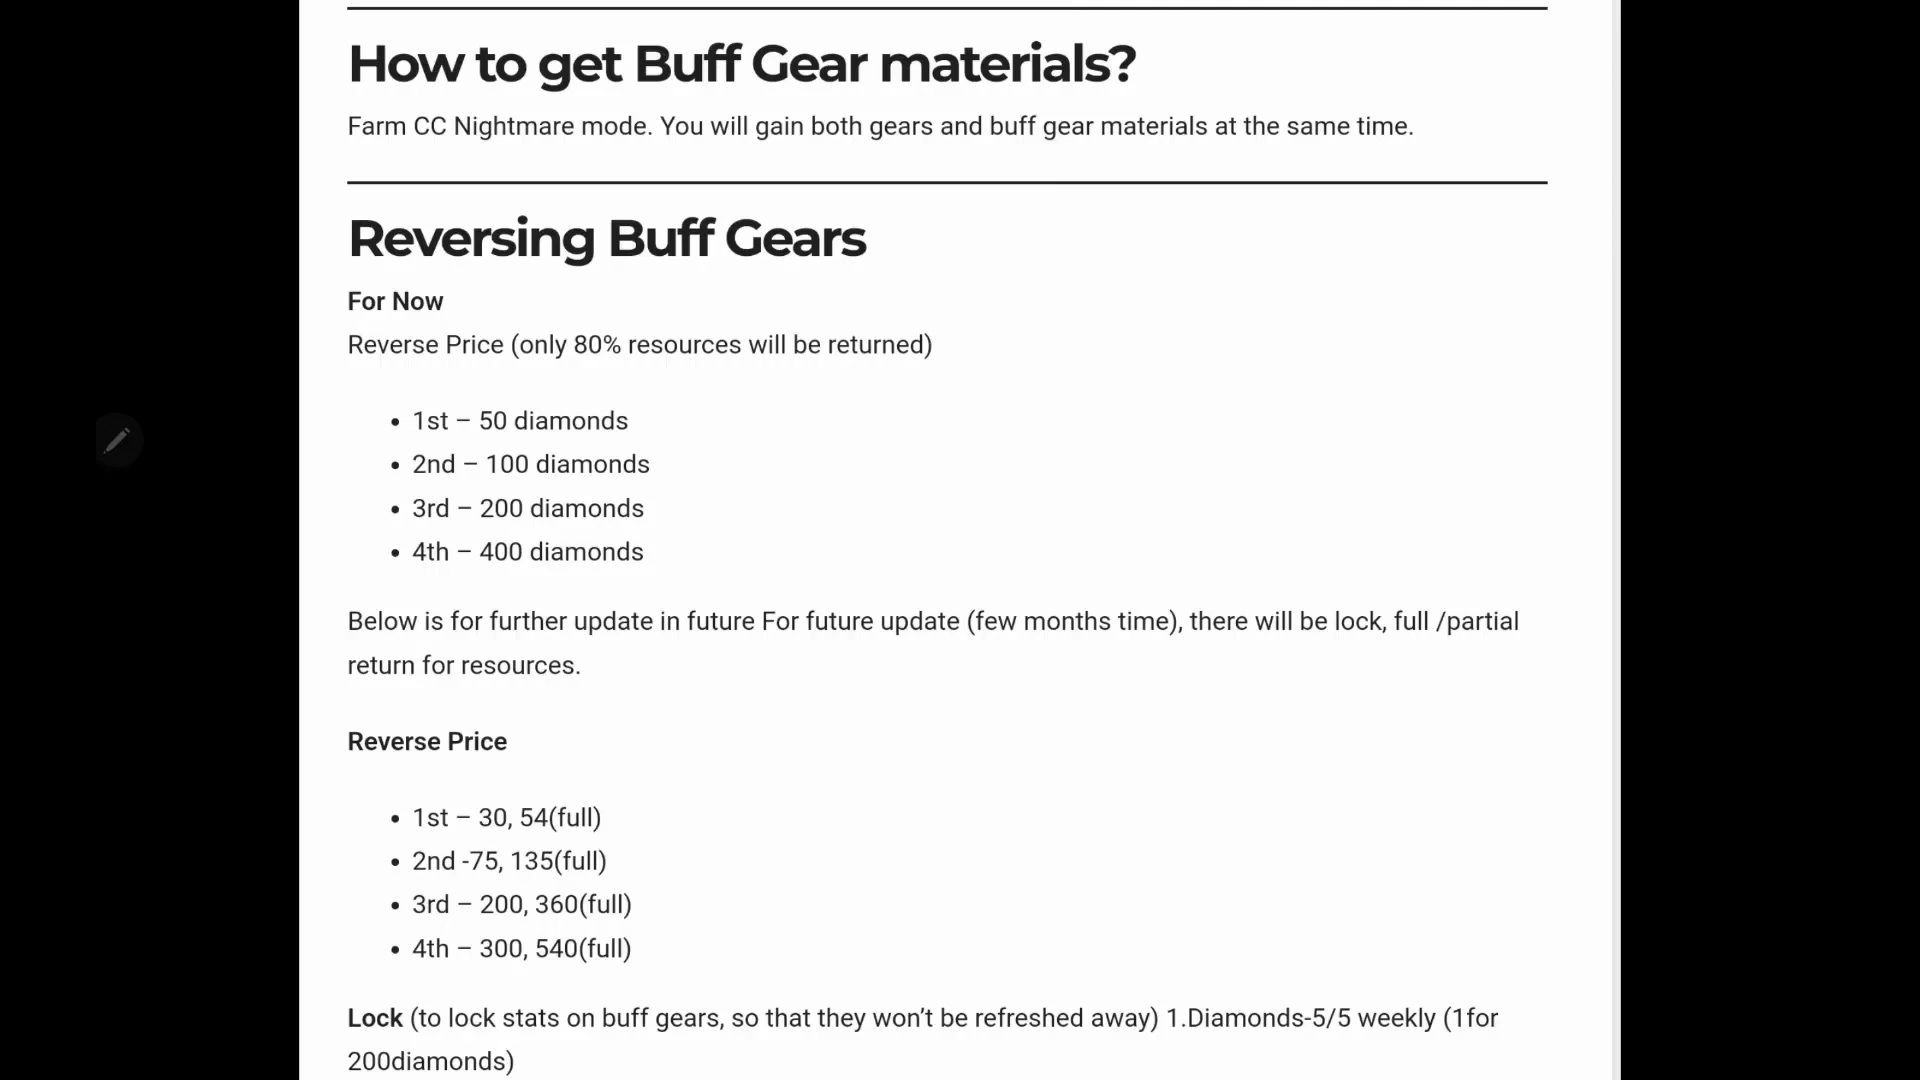 How to get Buff Gear materials?
Farm CC Nightmare mode. You will gain both gears and buff gear materials at the same time.
Reversing Buff Gears
For Now
Reverse Price (only 80% resources will be returned)
• 1st – 50 diamonds
• 2nd – 100 diamonds
• 3rd – 200 diamonds
• 4th – 400 diamonds
Below is for further update in future For future update (few months time), there will be lock, full /partial
return for resources.
Reverse Price
• 1st – 30, 54(full)
• 2nd -75, 135(full)
• 3rd – 200, 360(full)
• 4th – 300, 540(full)
Lock (to lock stats on buff gears, so that they won’t be refreshed away) 1.Diamonds-5/5 weekly (1for
200diamonds)